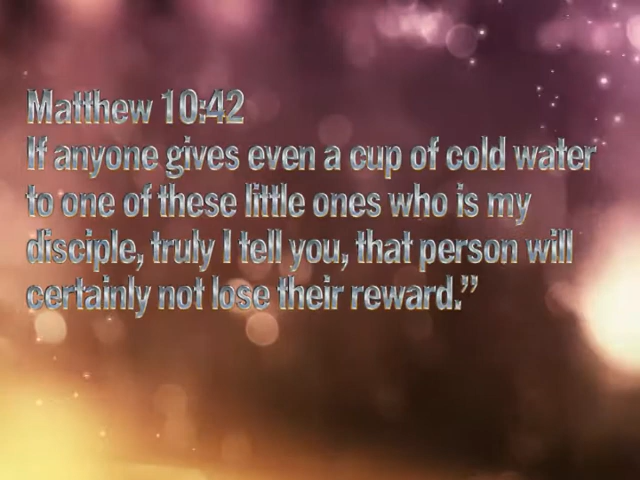 Matthew 10:42
If anyone gives even a cup of cold water
to one of these little ones who is my
disciple, truly I tell you, that person will
certainly not lose their reward.”